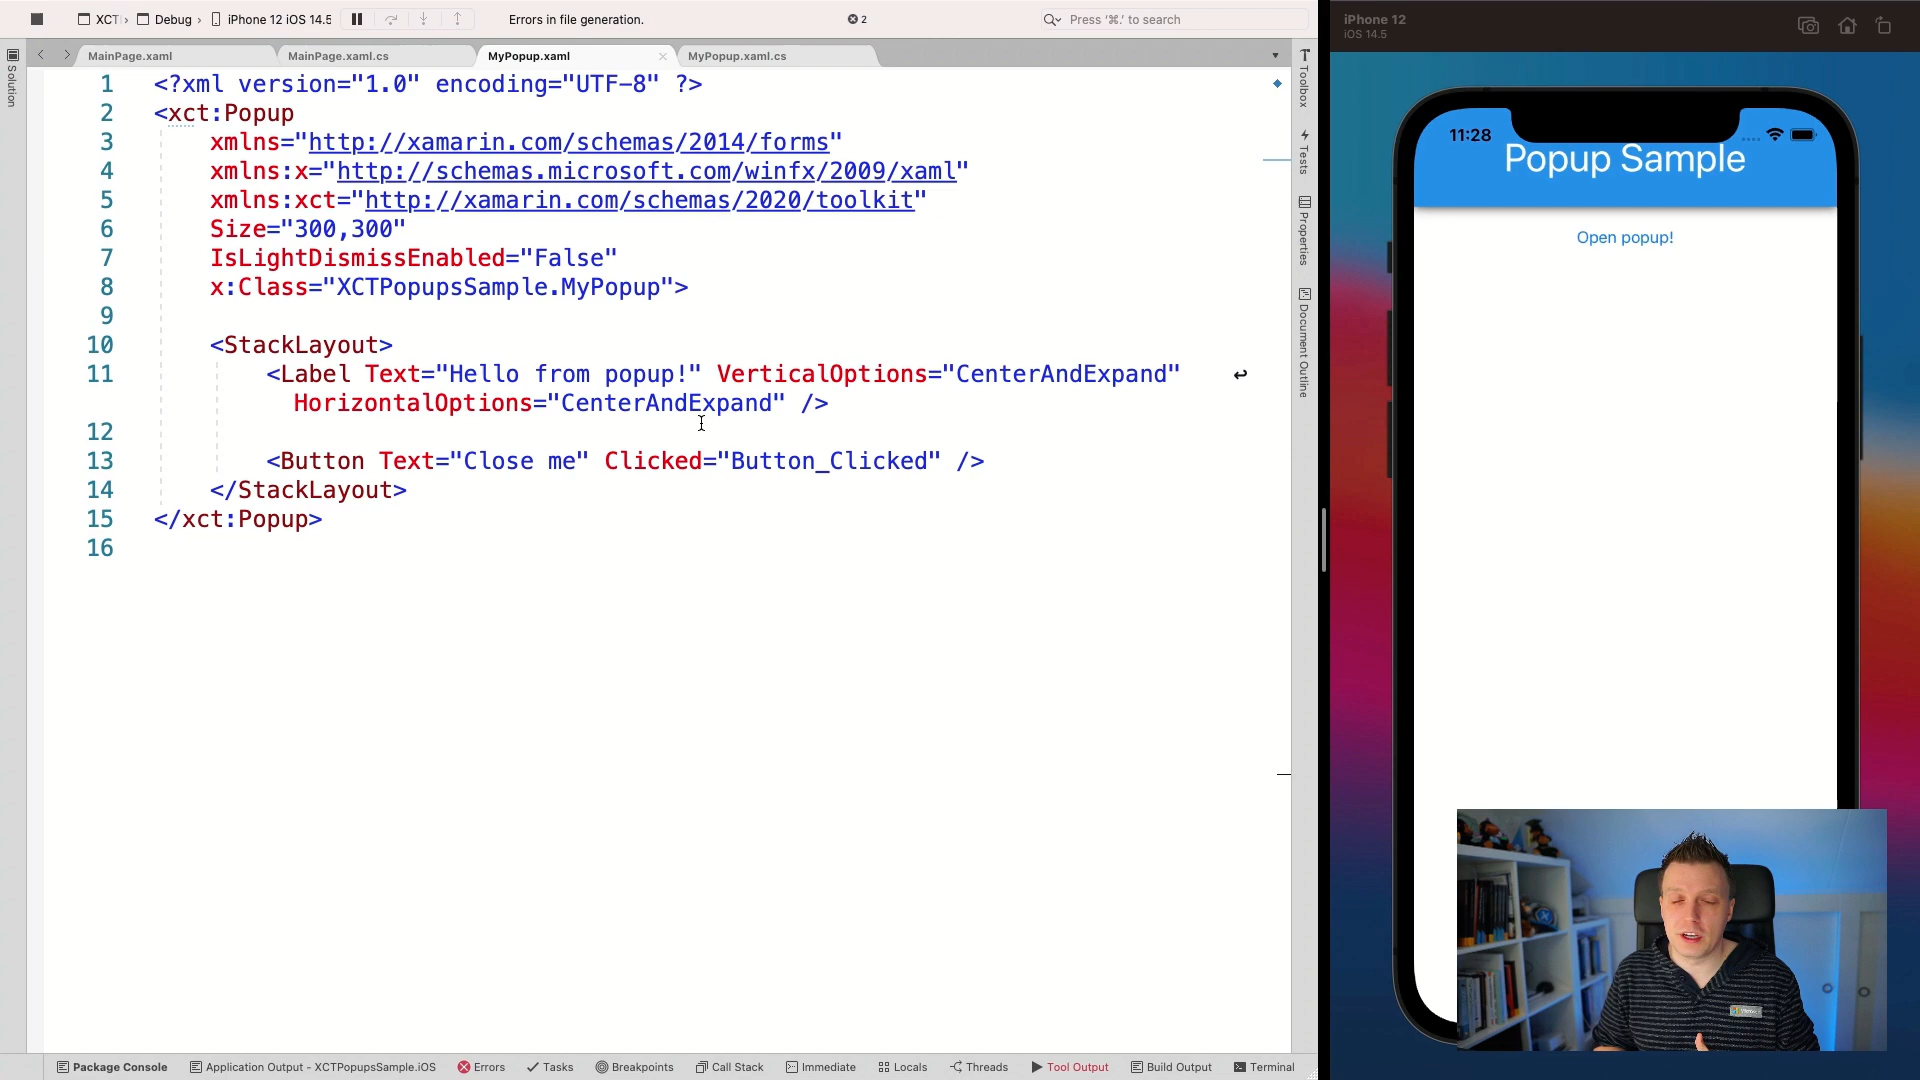 XCT › Debug › iPhone 12 iOS 14.5
Errors in file generation.
2
Press '⌘.' to search
iPhone 12
iOS 14.5
MainPage.xaml
MainPage.xaml.cs
MyPopup.xaml
MyPopup.xaml.cs
Solution
Toolbox
Tests
Properties
Document Outline
1 <?xml version="1.0" encoding="UTF-8" ?>
2 <xct:Popup
3 xmlns="http://xamarin.com/schemas/2014/forms"
4 xmlns:x="http://schemas.microsoft.com/winfx/2009/xaml"
5 xmlns:xct="http://xamarin.com/schemas/2020/toolkit"
6 Size="300,300"
7 IsLightDismissEnabled="False"
8 x:Class="XCTPopupsSample.MyPopup">
9
10 <StackLayout>
11 <Label Text="Hello from popup!" VerticalOptions="CenterAndExpand"
HorizontalOptions="CenterAndExpand" />
12
13 <Button Text="Close me" Clicked="Button_Clicked" />
14 </StackLayout>
15 </xct:Popup>
16
11:28
Popup Sample
Open popup!
Package Console
Application Output - XCTPopupsSample.iOS
Errors
Tasks
Breakpoints
Call Stack
Immediate
Locals
Threads
Tool Output
Build Output
Terminal